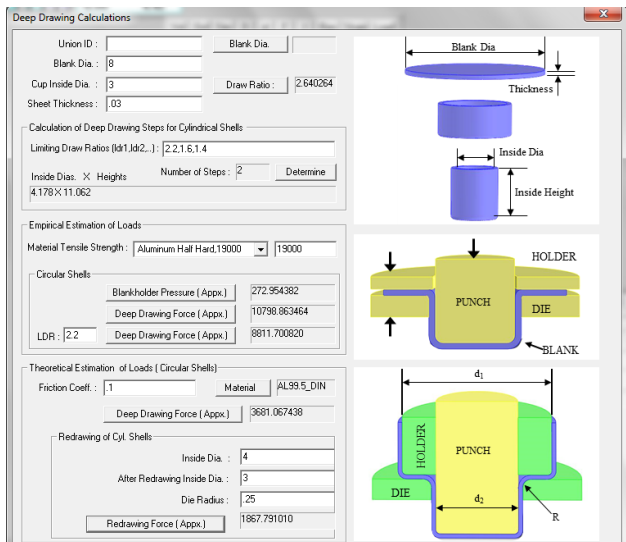 Deep Drawing Calculations
Union ID :
Blank Dia.
Blank Dia. : 8
Cup Inside Dia. : 3
Draw Ratio : 2.640264
Sheet Thickness : .03
Calculation of Deep Drawing Steps for Cylindrical Shells
Limiting Draw Ratios (ldr1,ldr2,..) : 2.2,1.6,1.4
Inside Dias. X Heights
Number of Steps : 2
Determine
4.178 X 11.062
Empirical Estimation of Loads
Material Tensile Strength : Aluminum Half Hard,19000
19000
Circular Shells
Blankholder Pressure ( Appx.)
272.954382
Deep Drawing Force ( Appx.)
10798.863464
LDR : 2.2
Deep Drawing Force ( Appx.)
8811.700820
Theoretical Estimation of Loads ( Circular Shells)
Friction Coeff. : .1
Material
AL99.5_DIN
Deep Drawing Force ( Appx.)
3681.067438
Redrawing of Cyl. Shells
Inside Dia. : 4
After Redrawing Inside Dia. : 3
Die Radius : .25
Redrawing Force ( Appx.)
1867.791010
Blank Dia
Thickness
Inside Dia
Inside Height
HOLDER
PUNCH
DIE
BLANK
d1
HOLDER
PUNCH
DIE
d2
R